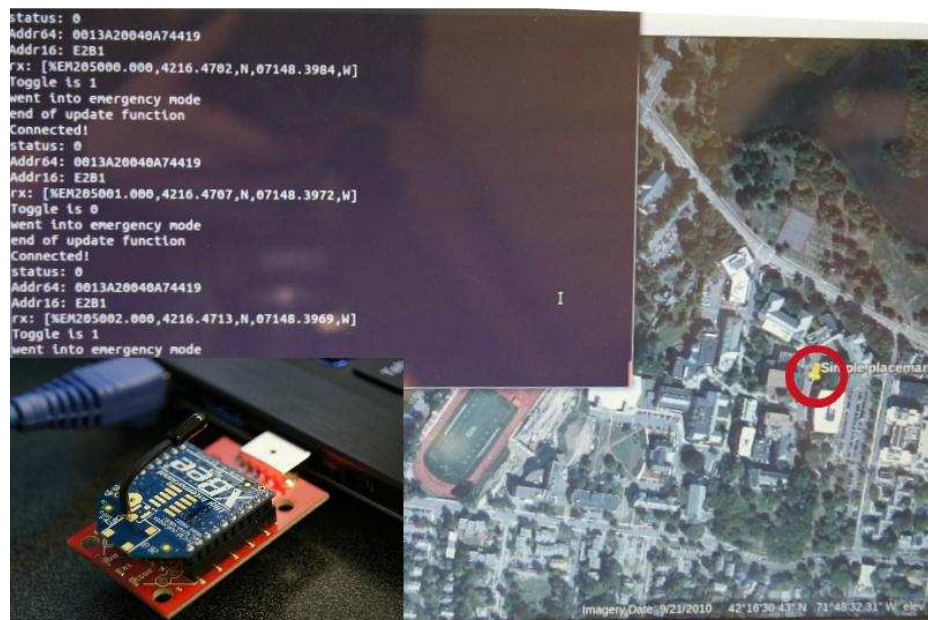 status: 0
Addr64: 0013A20040A74419
Addr16: E2B1
rx: [%EM205000.000,4216.4702,N,07148.3984,W]
Toggle is 1
went into emergency mode
end of update function
Connected!
status: 0
Addr64: 0013A20040A74419
Addr16: E2B1
rx: [%EM205001.000,4216.4707,N,07148.3972,W]
Toggle is 0
went into emergency mode
end of update function
Connected!
status: 0
Addr64: 0013A20040A74419
Addr16: E2B1
rx: [%EM205002.000,4216.4713,N,07148.3969,W]
Toggle is 1
went into emergency mode
Simple placemar
XBee
Imagery Date: 9/21/2010 42°16'30.43" N 71°48'32.31" W elev